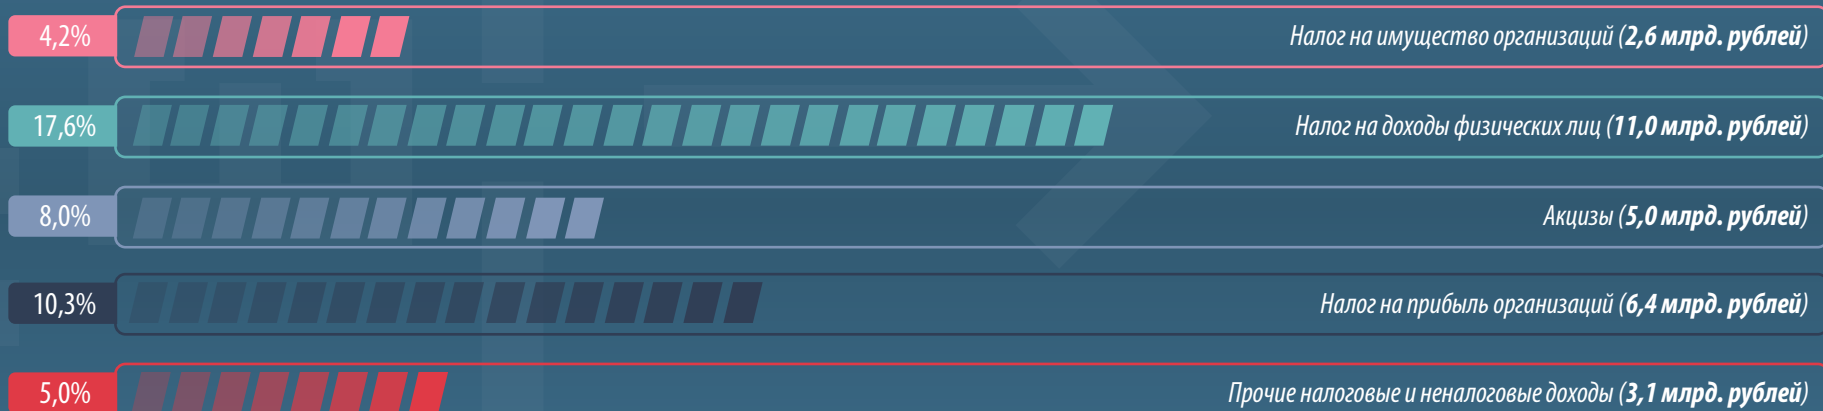 4,2% Налог на имущество организаций (2,6 млрд. рублей)
17,6% Налог на доходы физических лиц (11,0 млрд. рублей)
8,0% Акцизы (5,0 млрд. рублей)
10,3% Налог на прибыль организаций (6,4 млрд. рублей)
5,0% Прочие налоговые и неналоговые доходы (3,1 млрд. рублей)